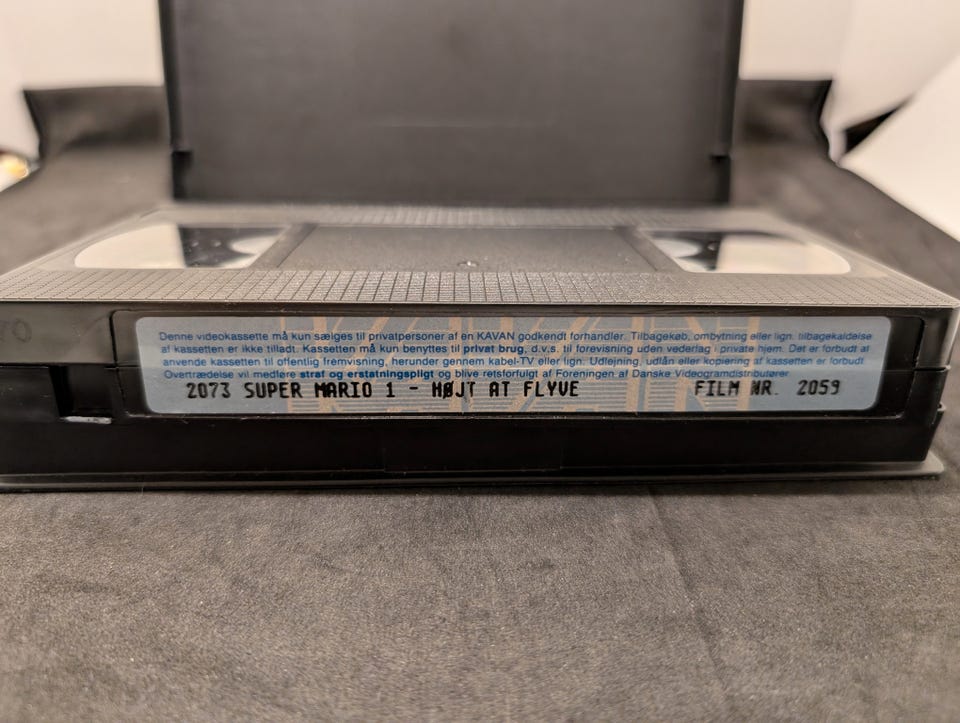 Denne videokassette må kun sælges til privatpersoner af en KAVAN godkendt forhandler. Tilbagekøb, ombytning eller lign. tilbagekaldelse
af kassetten er ikke tilladt. Kassetten må kun benyttes til privat brug, d.v.s. til forevisning uden vederlag i private hjem. Det er forbudt at
anvende kassetten til offentlig fremvisning, herunder gennem kabel-TV eller lign. Udlejning, udlån eller kopiering af kassetten er forbudt.
Overtrædelse vil medføre straf og erstatningspligt og blive retsforfulgt af Foreningen af Danske Videogramdistributører
2073 SUPER MARIO 1 - HØJT AT FLYVE FILM NR. 2059
KAVAN